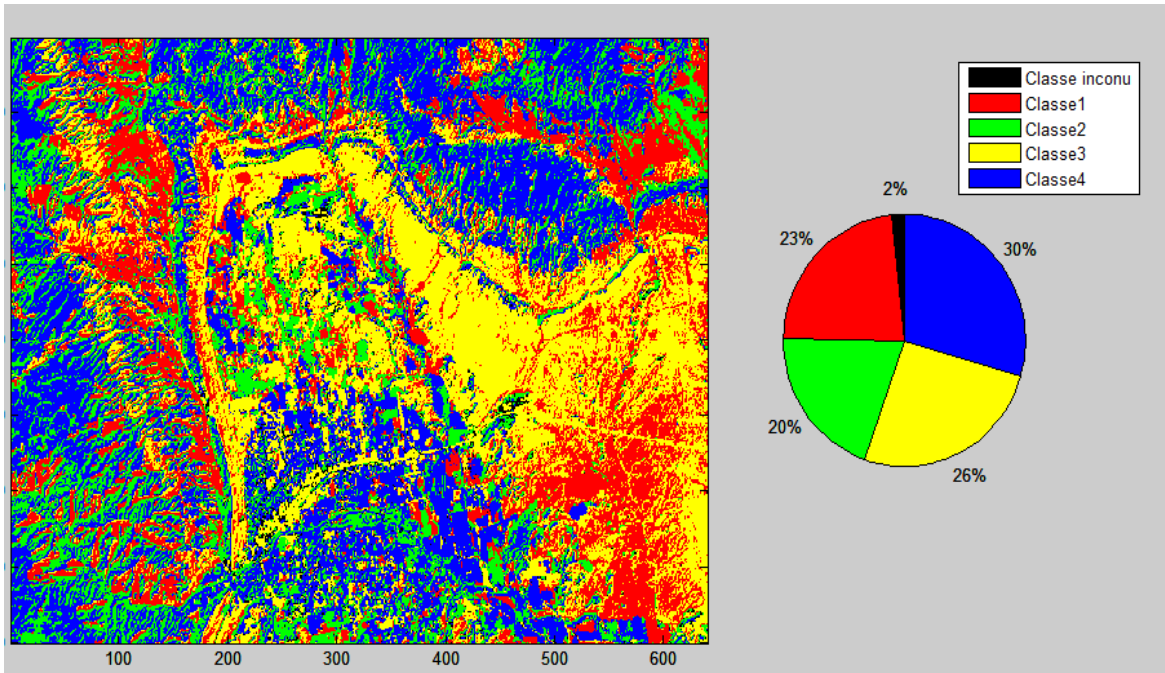 Classe inconu
Classe1
Classe2
Classe3
Classe4
2%
23%
30%
20%
26%
100 200 300 400 500 600